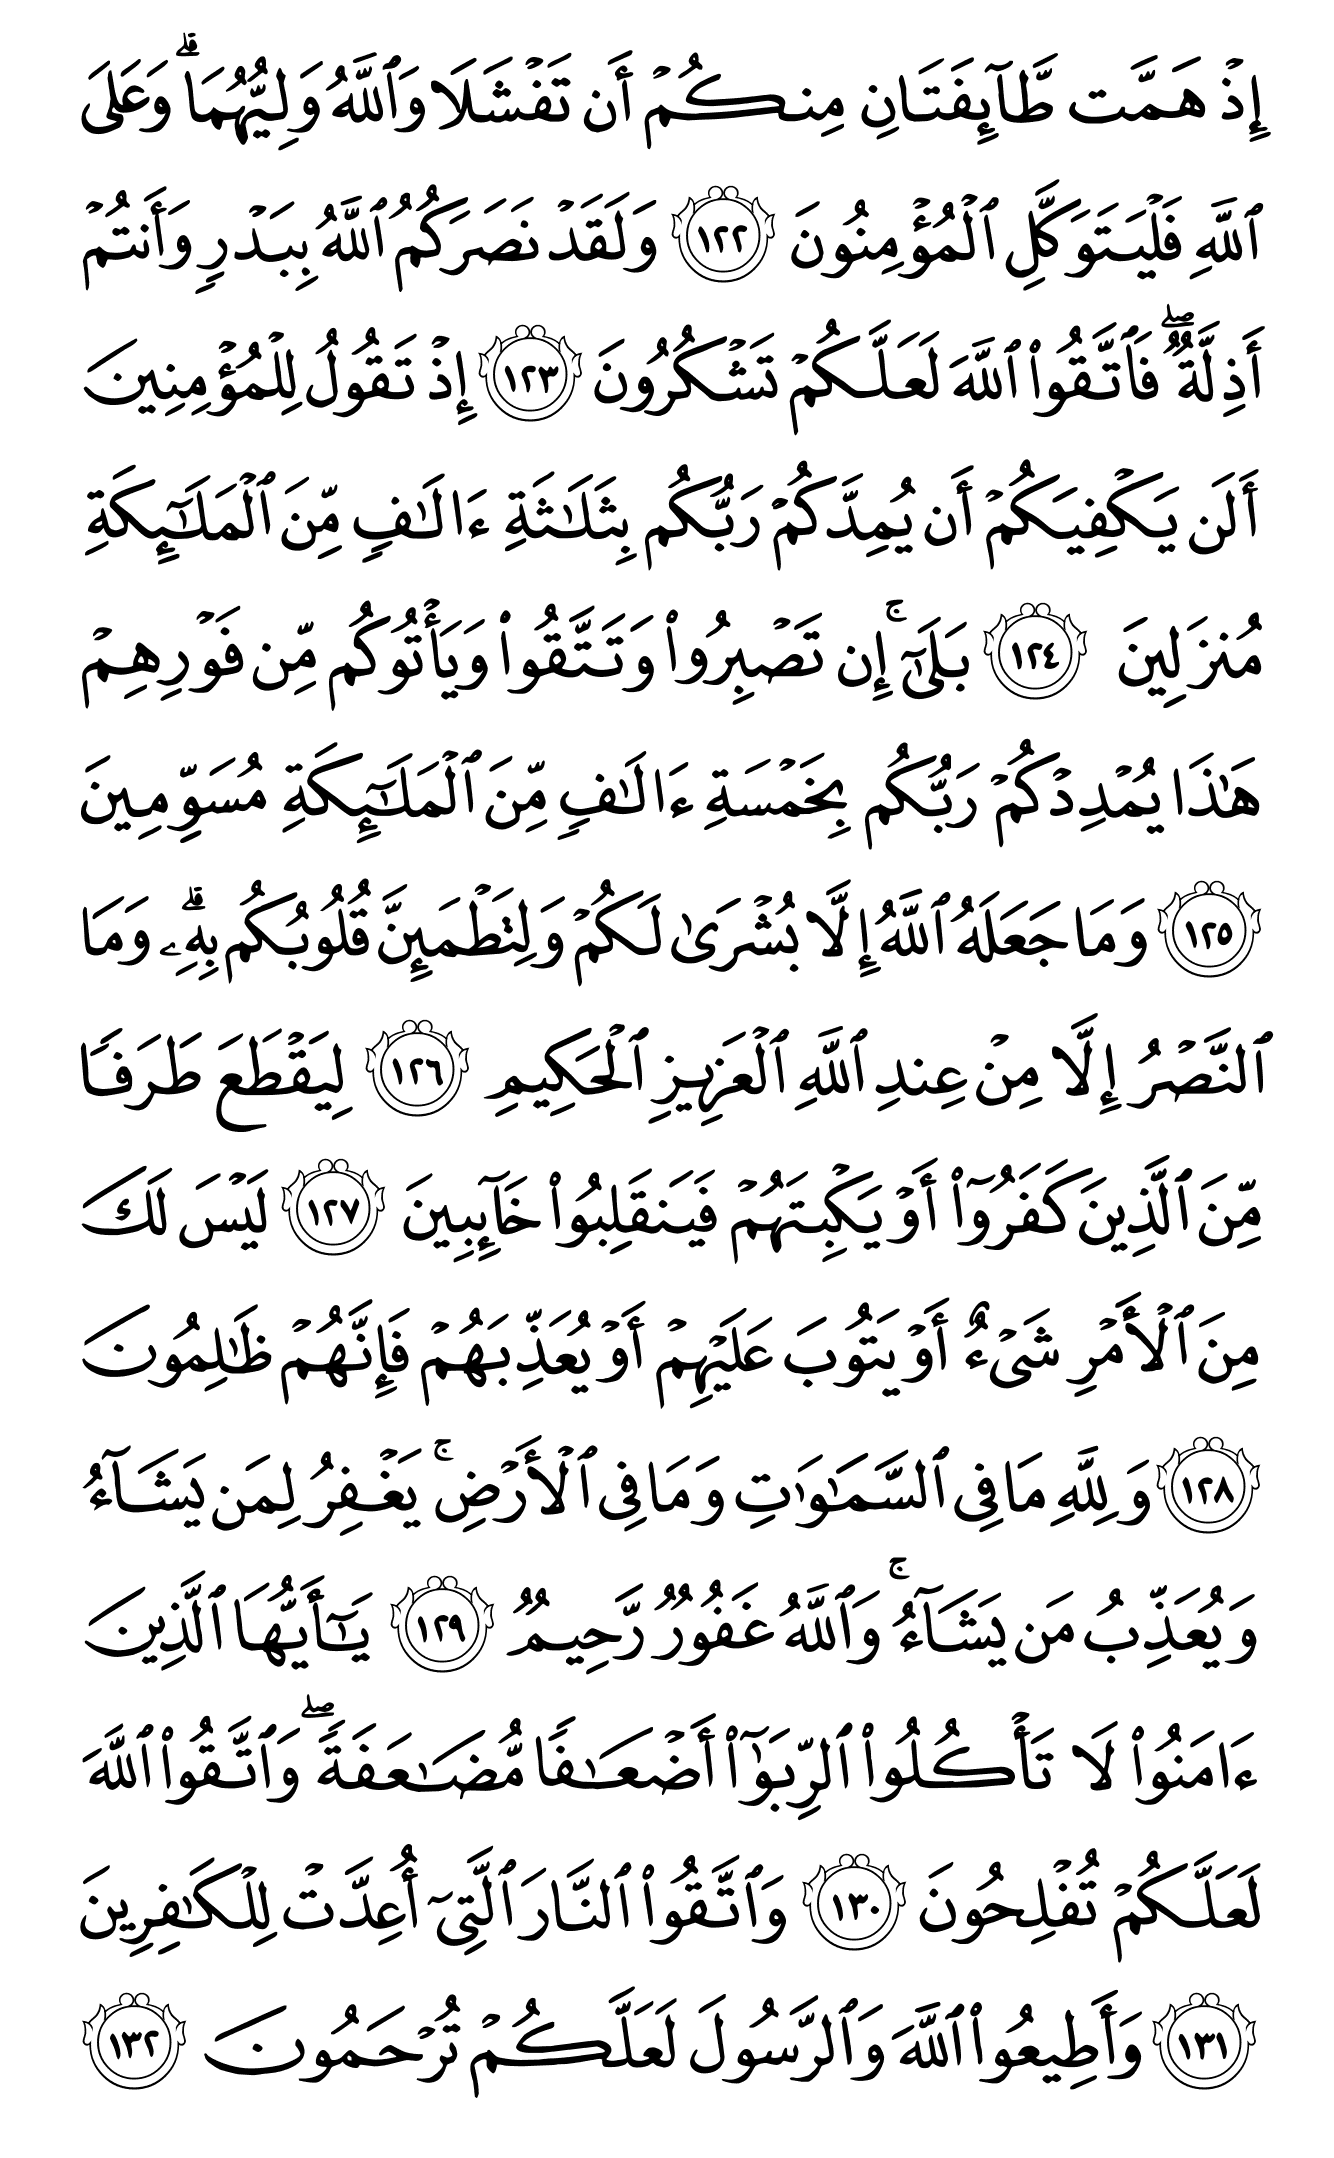 إِذۡ هَمَّت طَّآئِفَتَانِ مِنكُمۡ أَن تَفۡشَلَا وَٱللَّهُ وَلِيُّهُمَاۗ وَعَلَى
ٱللَّهِ فَلۡيَتَوَكَّلِ ٱلۡمُؤۡمِنُونَ ١٢٢ وَلَقَدۡ نَصَرَكُمُ ٱللَّهُ بِبَدۡرٖ وَأَنتُمۡ
أَذِلَّةٞۖ فَٱتَّقُواْ ٱللَّهَ لَعَلَّكُمۡ تَشۡكُرُونَ ١٢٣ إِذۡ تَقُولُ لِلۡمُؤۡمِنِينَ
أَلَن يَكۡفِيَكُمۡ أَن يُمِدَّكُمۡ رَبُّكُم بِثَلَٰثَةِ ءَالَٰفٖ مِّنَ ٱلۡمَلَٰٓئِكَةِ
مُنزَلِينَ ١٢٤ بَلَىٰٓۚ إِن تَصۡبِرُواْ وَتَتَّقُواْ وَيَأۡتُوكُم مِّن فَوۡرِهِمۡ
هَٰذَا يُمۡدِدۡكُمۡ رَبُّكُم بِخَمۡسَةِ ءَالَٰفٖ مِّنَ ٱلۡمَلَٰٓئِكَةِ مُسَوِّمِينَ
١٢٥ وَمَا جَعَلَهُ ٱللَّهُ إِلَّا بُشۡرَىٰ لَكُمۡ وَلِتَطۡمَئِنَّ قُلُوبُكُم بِهِۦۗ وَمَا
ٱلنَّصۡرُ إِلَّا مِنۡ عِندِ ٱللَّهِ ٱلۡعَزِيزِ ٱلۡحَكِيمِ ١٢٦ لِيَقۡطَعَ طَرَفٗا
مِّنَ ٱلَّذِينَ كَفَرُوٓاْ أَوۡ يَكۡبِتَهُمۡ فَيَنقَلِبُواْ خَآئِبِينَ ١٢٧ لَيۡسَ لَكَ
مِنَ ٱلۡأَمۡرِ شَيۡءٌ أَوۡ يَتُوبَ عَلَيۡهِمۡ أَوۡ يُعَذِّبَهُمۡ فَإِنَّهُمۡ ظَٰلِمُونَ
١٢٨ وَلِلَّهِ مَا فِي ٱلسَّمَٰوَٰتِ وَمَا فِي ٱلۡأَرۡضِۚ يَغۡفِرُ لِمَن يَشَآءُ
وَيُعَذِّبُ مَن يَشَآءُۚ وَٱللَّهُ غَفُورٞ رَّحِيمٞ ١٢٩ يَٰٓأَيُّهَا ٱلَّذِينَ
ءَامَنُواْ لَا تَأۡكُلُواْ ٱلرِّبَوٰٓاْ أَضۡعَٰفٗا مُّضَٰعَفَةٗۖ وَٱتَّقُواْ ٱللَّهَ
لَعَلَّكُمۡ تُفۡلِحُونَ ١٣٠ وَٱتَّقُواْ ٱلنَّارَ ٱلَّتِيٓ أُعِدَّتۡ لِلۡكَٰفِرِينَ
١٣١ وَأَطِيعُواْ ٱللَّهَ وَٱلرَّسُولَ لَعَلَّكُمۡ تُرۡحَمُونَ ١٣٢